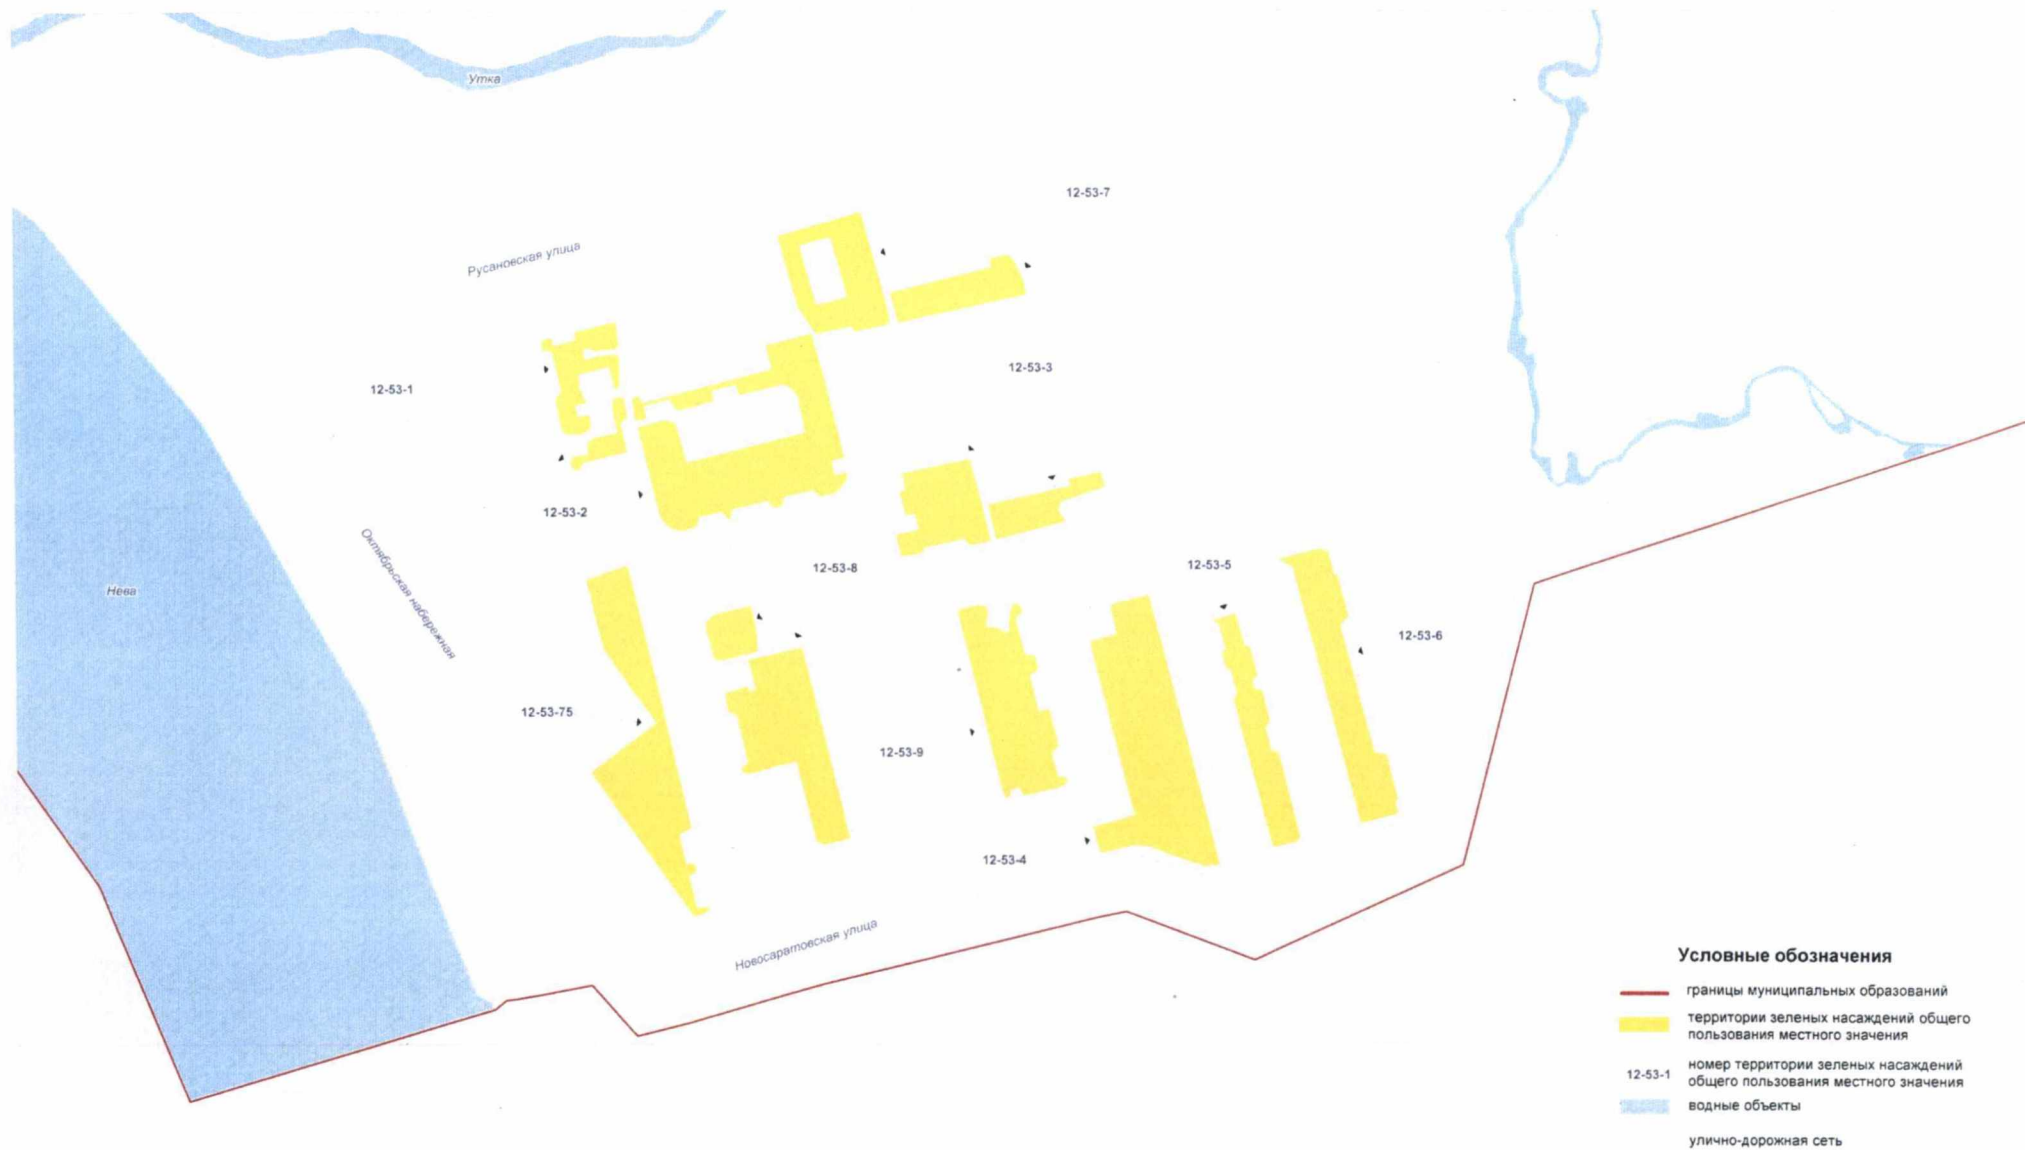 Утка
12-53-7
Русановская улица
12-53-3
12-53-1
12-53-2
Октябрьская набережная
12-53-8
12-53-5
Нева
12-53-6
12-53-75
12-53-9
12-53-4
Новосаратовская улица
Условные обозначения
границы муниципальных образований
территории зеленых насаждений общего
пользования местного значения
12-53-1
номер территории зеленых насаждений
общего пользования местного значения
водные объекты
улично-дорожная сеть